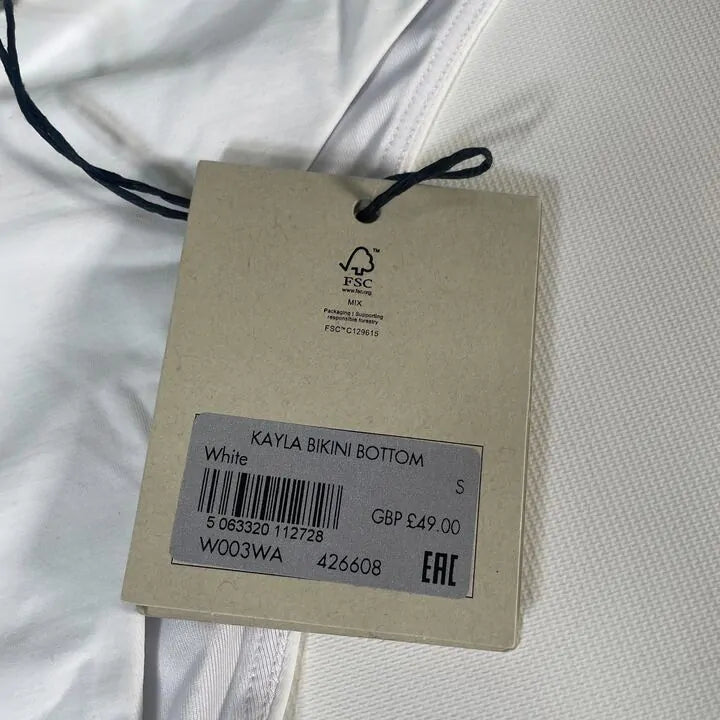 FSC™
www.fsc.org
MIX
Packaging | Supporting
responsible forestry
FSC™ C129615
KAYLA BIKINI BOTTOM
White
S
5 063320 112728
GBP £49.00
W003WA 426608
EAC